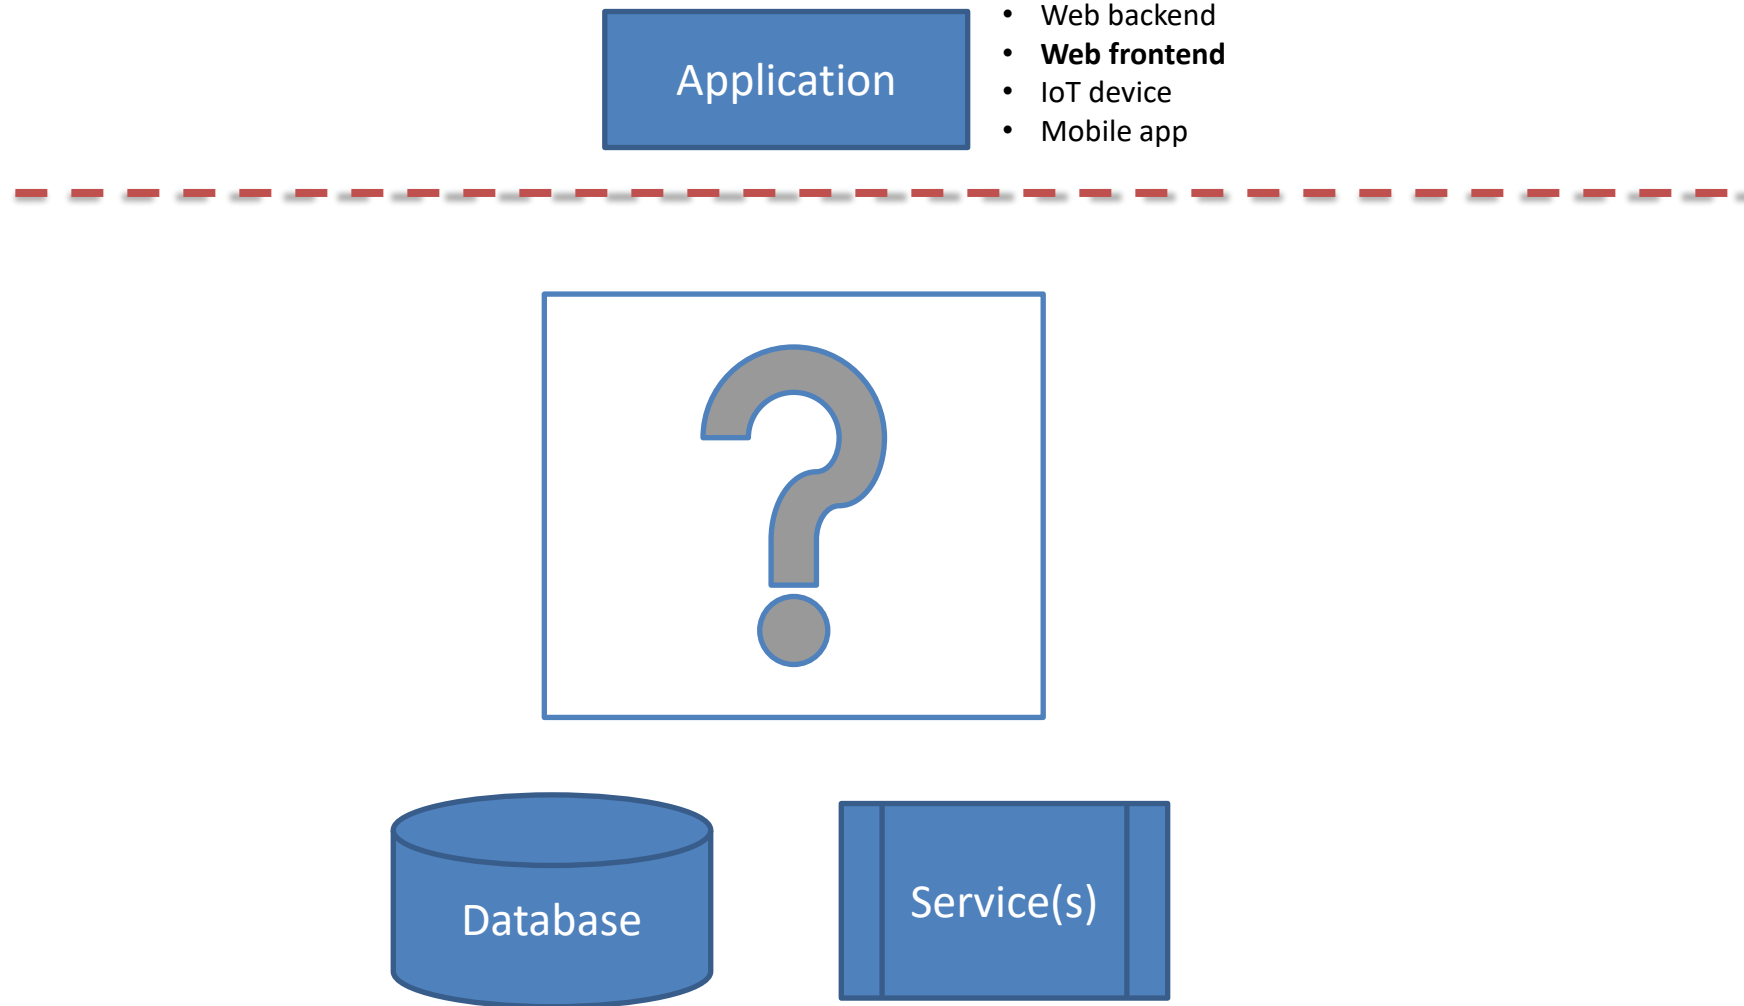 Application
• Web backend
• Web frontend
• IoT device
• Mobile app
?
Database
Service(s)